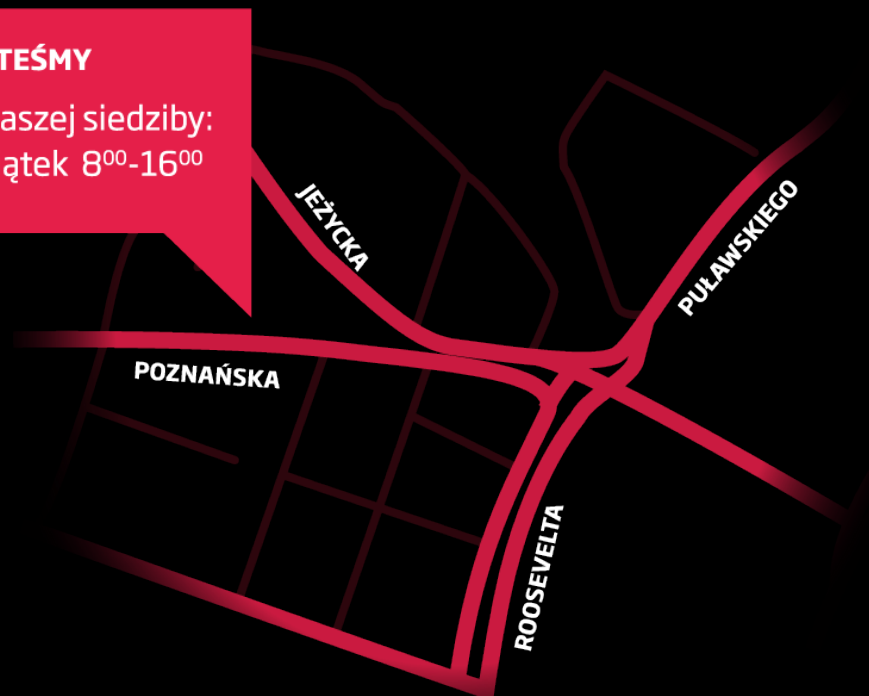 TEŚMY
aszej siedziby:
ątek 8⁰⁰-16⁰⁰
JEŻYCKA
PUŁAWSKIEGO
POZNAŃSKA
ROOSEVELTA